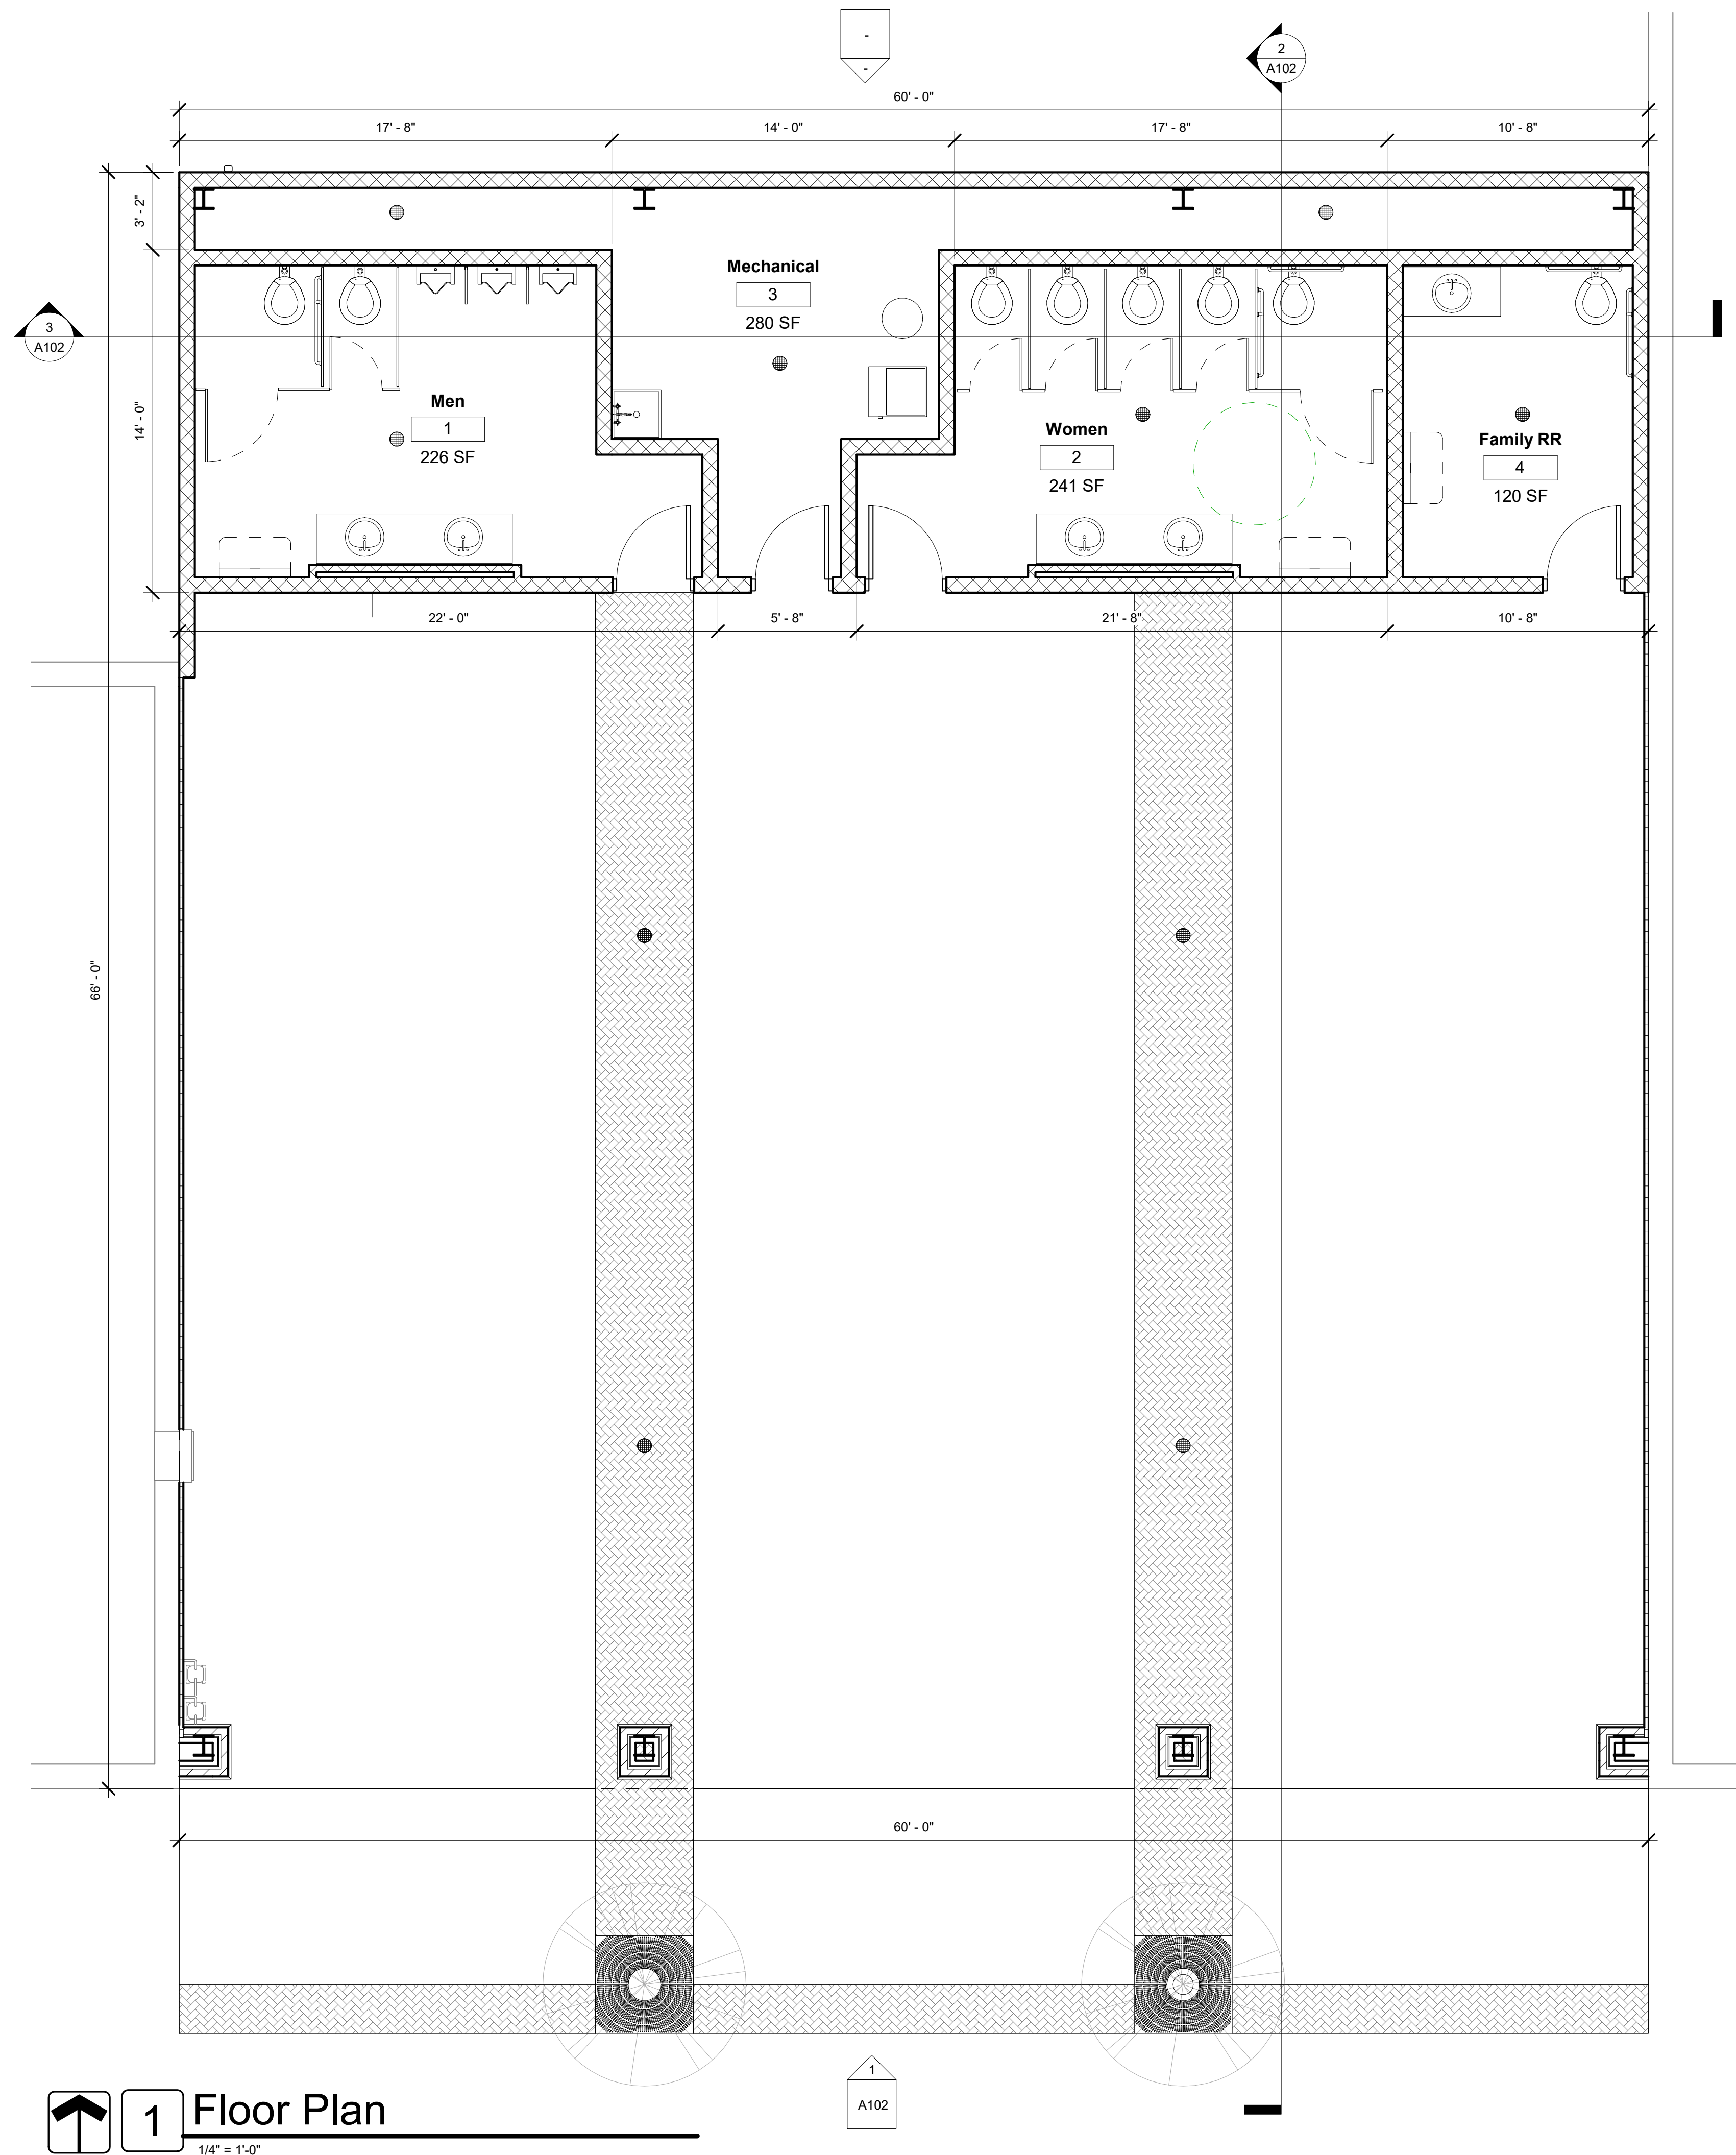 -
-
2
A102
60' - 0"
17' - 8"
14' - 0"
17' - 8"
10' - 8"
3' - 2"
Mechanical
3
280 SF
3
A102
14' - 0"
Men
1
226 SF
Women
2
241 SF
Family RR
4
120 SF
22' - 0"
5' - 8"
21' - 8"
10' - 8"
66' - 0"
60' - 0"
1
A102
1
Floor Plan
1/4" = 1'-0"